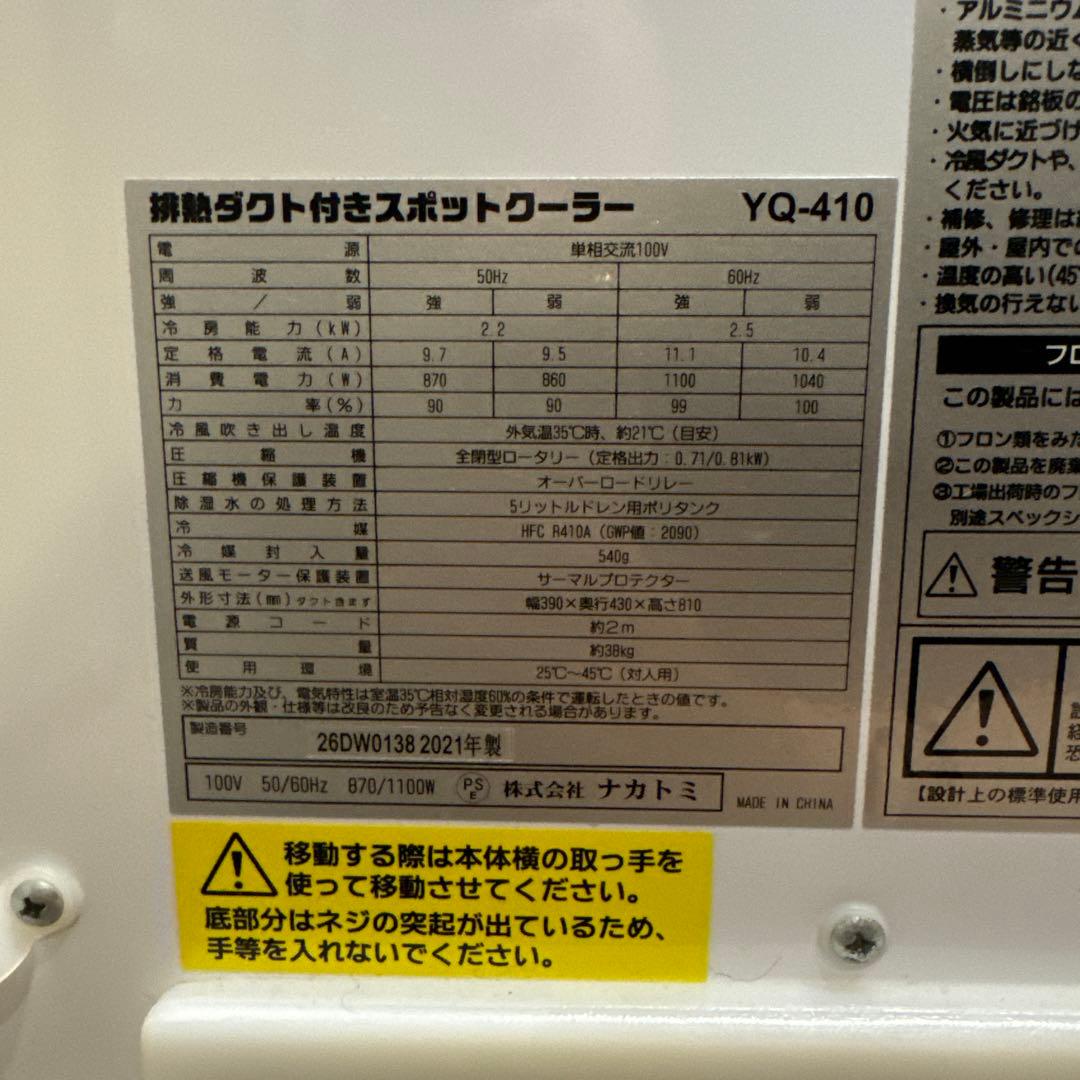 排熱ダクト付きスポットクーラー YQ-410
電源 単相交流100V
周波数 50Hz 60Hz
強/弱 強 弱 強 弱
冷房能力(kW) 2.2 2.5
定格電流(A) 9.7 9.5 11.1 10.4
消費電力(W) 870 860 1100 1040
力率(%) 90 90 99 100
冷風吹き出し温度 外気温35℃時、約21℃(目安)
圧縮機 全閉型ロータリー(定格出力:0.71/0.81kW)
圧縮機保護装置 オーバーロードリレー
除湿水の処理方法 5リットルドレン用ポリタンク
冷媒 HFC R410A(GWP値:2090)
冷媒封入量 540g
送風モーター保護装置 サーマルプロテクター
外形寸法(mm)ダクト含まず 幅390×奥行430×高さ810
電源コード 約2m
質量 約38kg
使用環境 25℃～45℃(対人用)
※冷房能力及び、電気特性は室温35℃相対湿度60%の条件で運転したときの値です。
※製品の外観・仕様等は改良のため予告なく変更される場合があります。
製造番号
26DW0138 2021年製
100V 50/60Hz 870/1100W PSE 株式会社 ナカトミ
MADE IN CHINA
移動する際は本体横の取っ手を
使って移動させてください。
底部分はネジの突起が出ているため、
手等を入れないでください。
・アルミニウム
蒸気等の近く
・横倒しにしな
・電圧は銘板の
・火気に近づけ
・冷風ダクトや、
ください。
・補修、修理は
・屋外・屋内での
・温度の高い(45℃
・換気の行えない
フロ
この製品には
①フロン類をみだ
②この製品を廃棄
③工場出荷時のフ
別途スペックシ
警告
経
恐
【設計上の標準使用